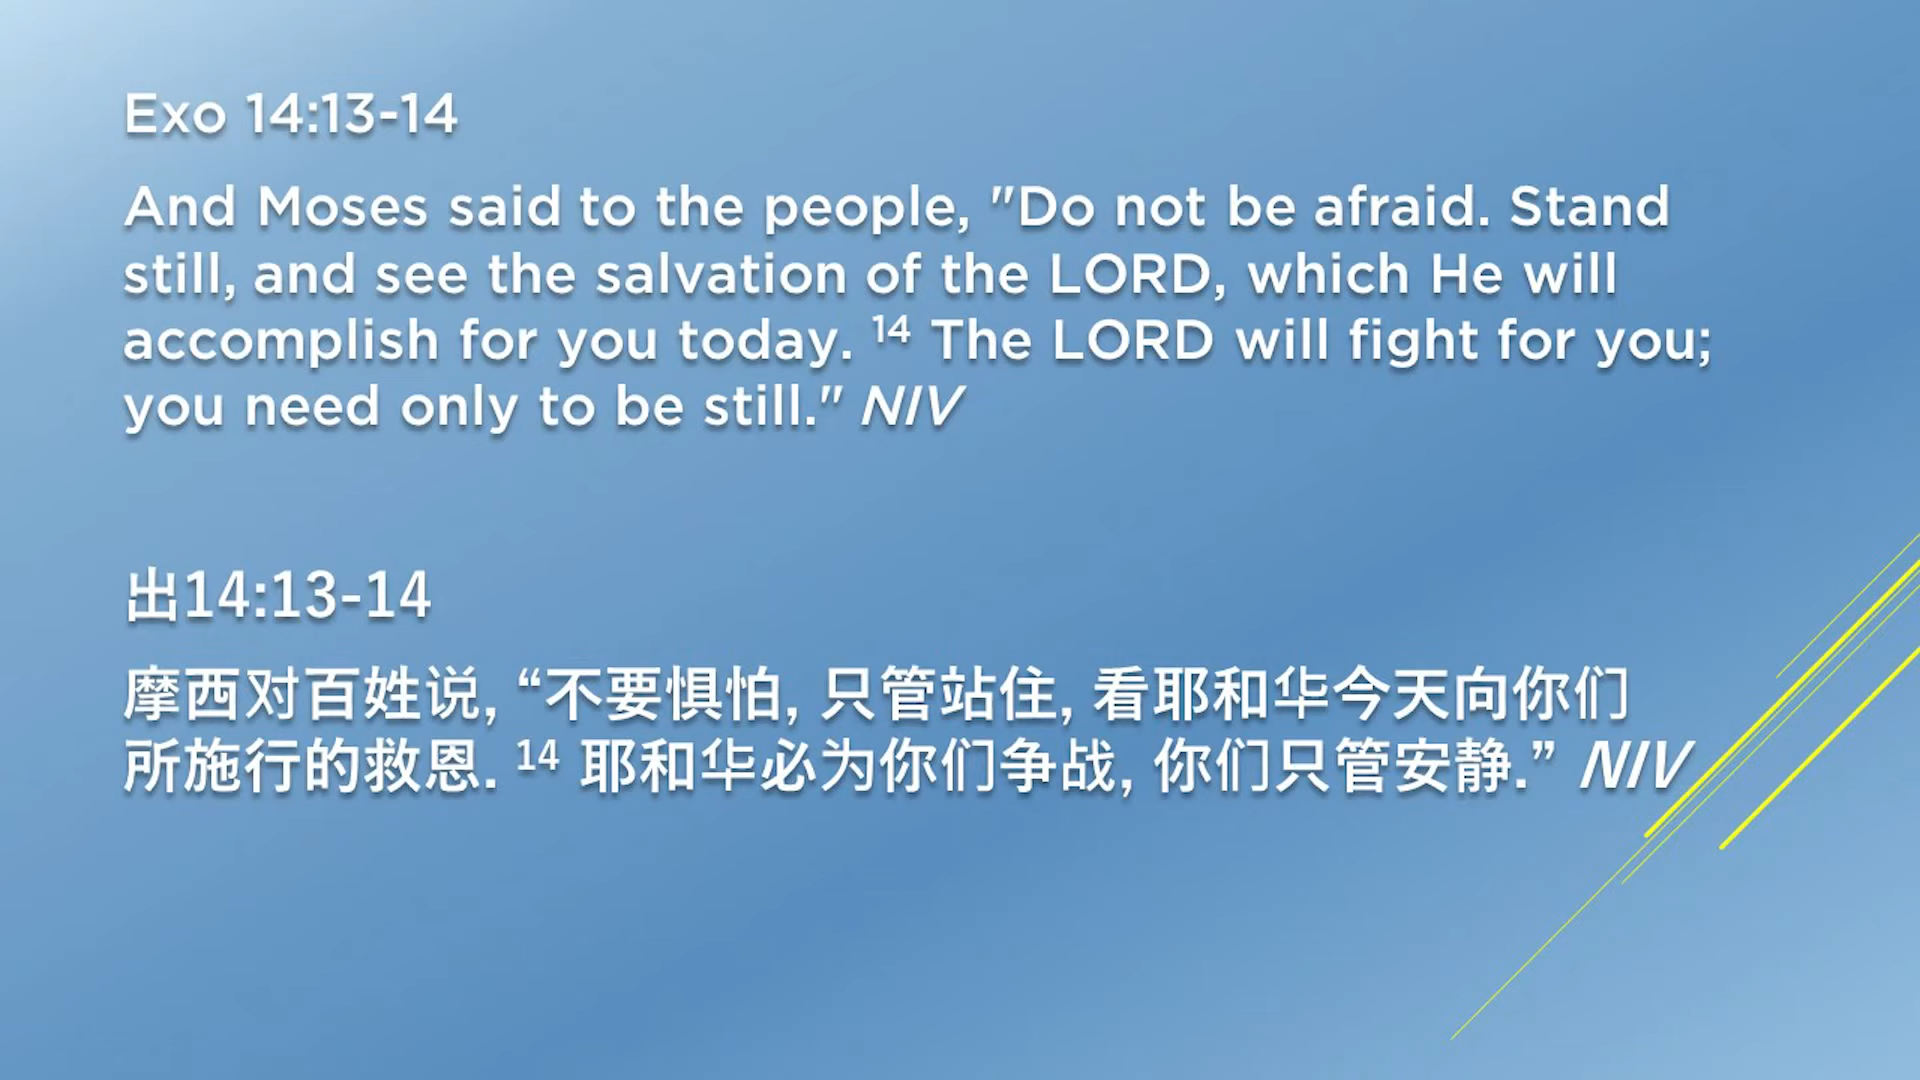 Exo 14:13-14
And Moses said to the people, "Do not be afraid. Stand
still, and see the salvation of the LORD, which He will
accomplish for you today. 14 The LORD will fight for you;
you need only to be still." NIV
出14:13-14
摩西对百姓说, “不要惧怕, 只管站住, 看耶和华今天向你们
所施行的救恩. 14 耶和华必为你们争战, 你们只管安静.” NIV